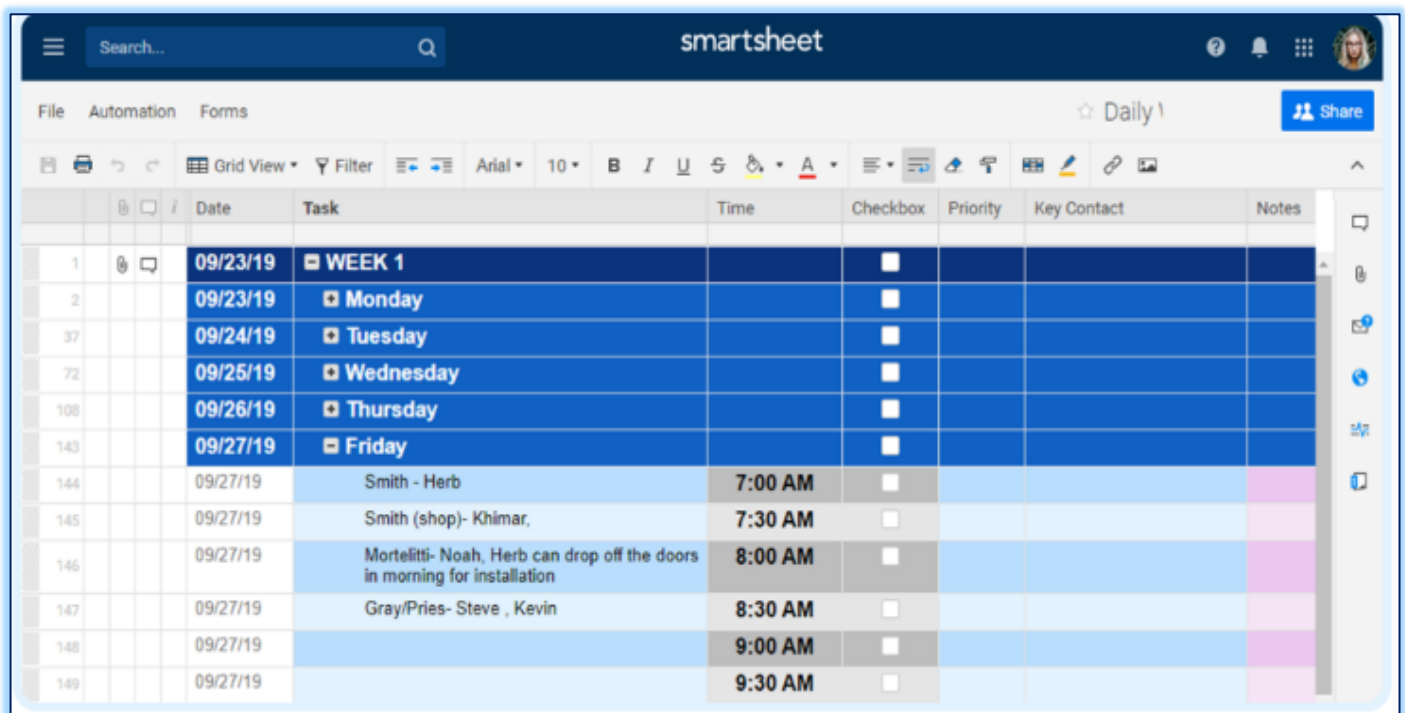 Search... smartsheet
File Automation Forms Daily Share
Grid View Filter Arial 10 B I U S A
Date Task Time Checkbox Priority Key Contact Notes
1 09/23/19 WEEK 1
2 09/23/19 Monday
37 09/24/19 Tuesday
72 09/25/19 Wednesday
108 09/26/19 Thursday
143 09/27/19 Friday
144 09/27/19 Smith - Herb 7:00 AM
145 09/27/19 Smith (shop)- Khimar, 7:30 AM
146 09/27/19 Mortelitti- Noah, Herb can drop off the doors 8:00 AM
in morning for installation
147 09/27/19 Gray/Pries- Steve , Kevin 8:30 AM
148 09/27/19 9:00 AM
149 09/27/19 9:30 AM